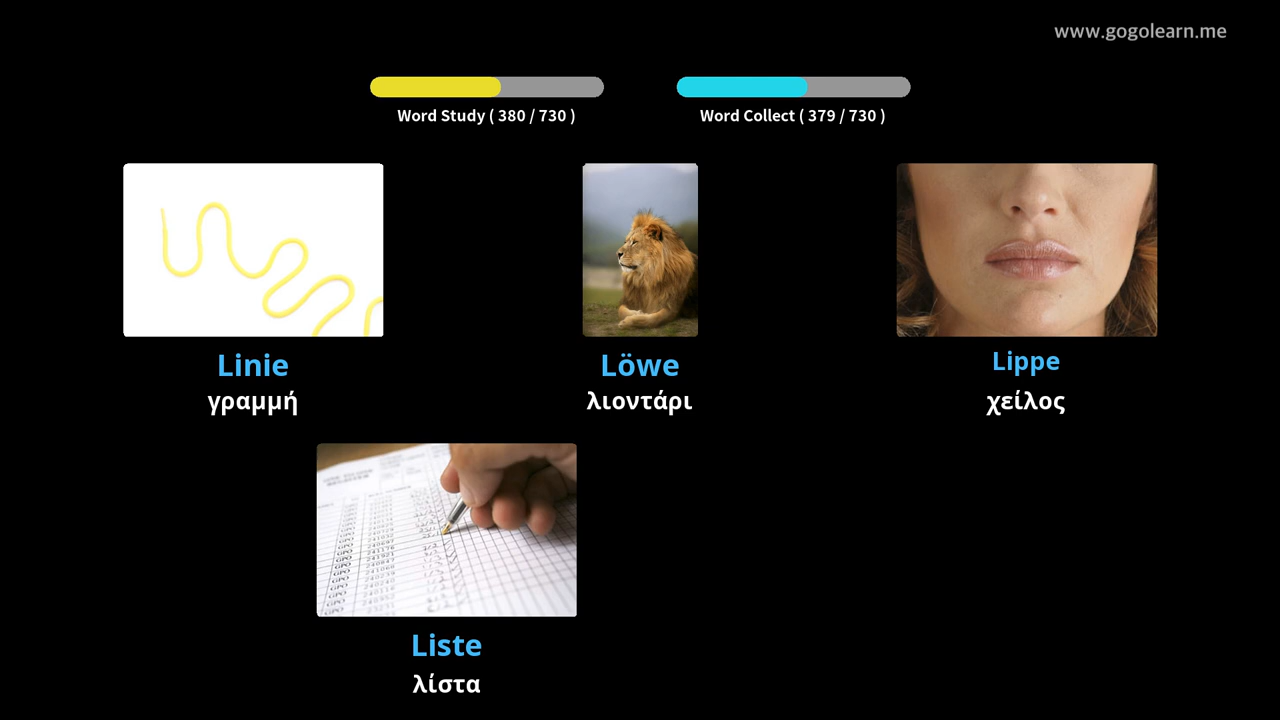 www.gogolearn.me
Word Study ( 380 / 730 )
Word Collect ( 379 / 730 )
Linie
γραμμή
Löwe
λιοντάρι
Lippe
χείλος
Liste
λίστα